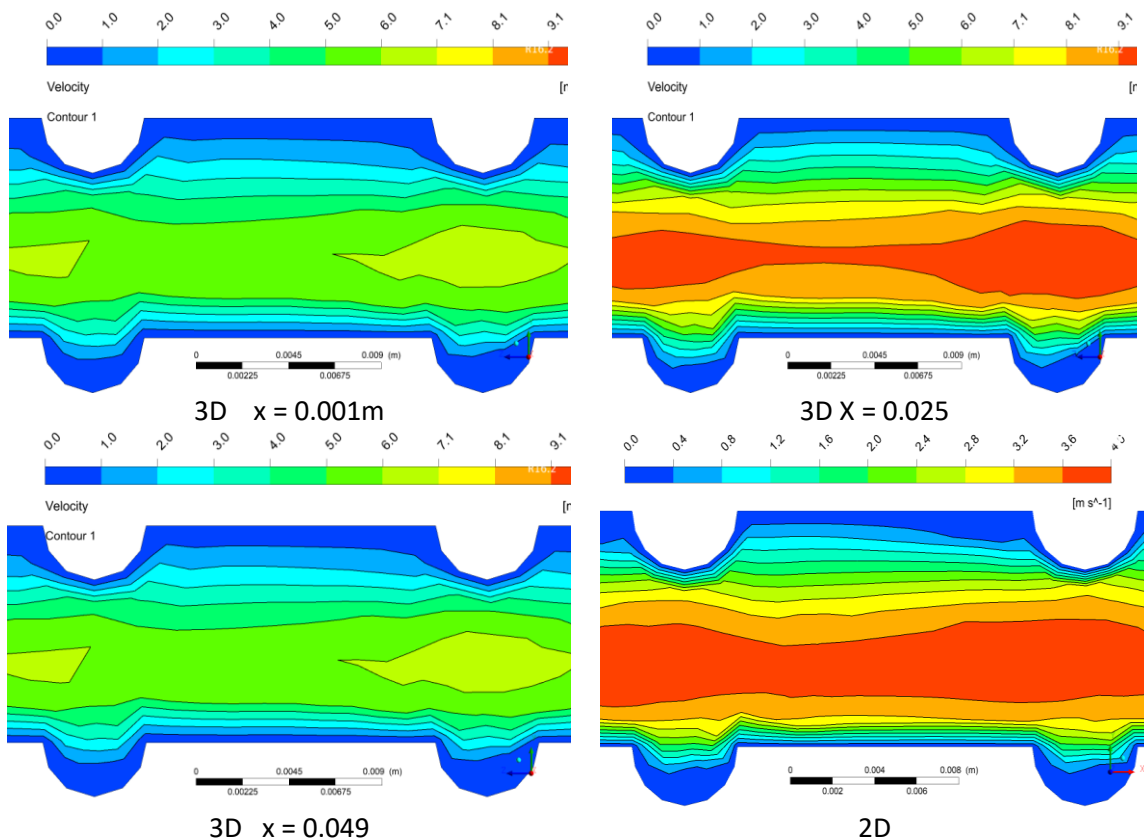 0.0 1.0 2.0 3.0 4.0 5.0 6.0 7.1 8.1 9.1
R16.2
Velocity
[m
Contour 1
0 0.0045 0.009 (m)
0.00225 0.00675
3D x = 0.001m
0.0 1.0 2.0 3.0 4.0 5.0 6.0 7.1 8.1 9.1
R16.2
Velocity
[m
Contour 1
0 0.0045 0.009 (m)
0.00225 0.00675
3D X = 0.025
0.0 1.0 2.0 3.0 4.0 5.0 6.0 7.1 8.1 9.1
R16.2
Velocity
[m
Contour 1
0 0.0045 0.009 (m)
0.00225 0.00675
3D x = 0.049
0.0 0.4 0.8 1.2 1.6 2.0 2.4 2.8 3.2 3.6
[m s^-1]
0 0.004 0.008 (m)
0.002 0.006
2D